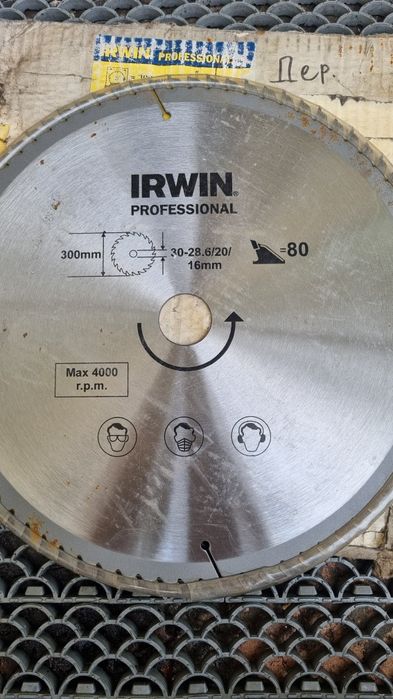 IRWIN PROFESSIONAL
Пер.
IRWIN®
PROFESSIONAL
300mm
30-28.6/20/
16mm
=80
Max 4000
r.p.m.